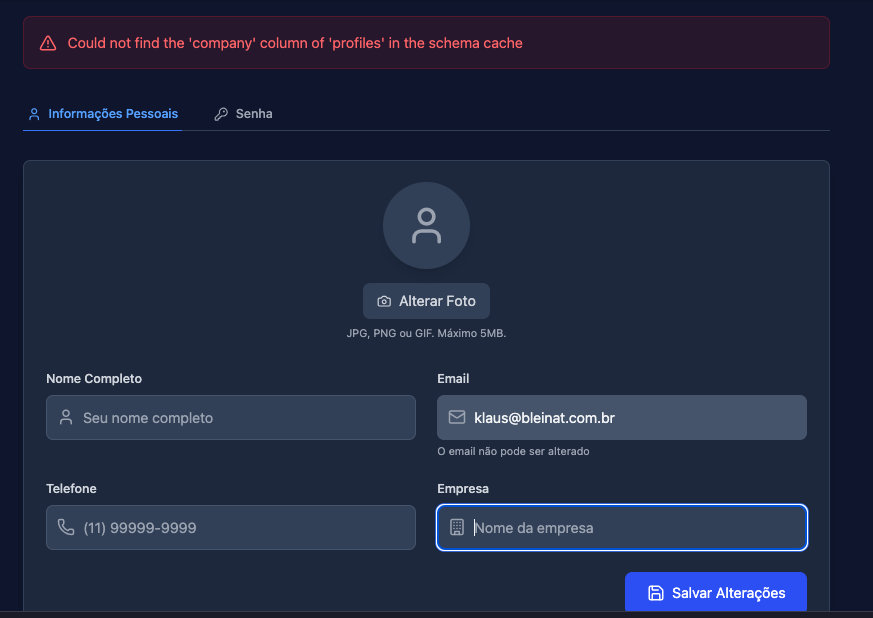 Could not find the 'company' column of 'profiles' in the schema cache
Informações Pessoais
Senha
Alterar Foto
JPG, PNG ou GIF. Máximo 5MB.
Nome Completo
Seu nome completo
Email
klaus@bleinat.com.br
O email não pode ser alterado
Telefone
(11) 99999-9999
Empresa
Nome da empresa
Salvar Alterações